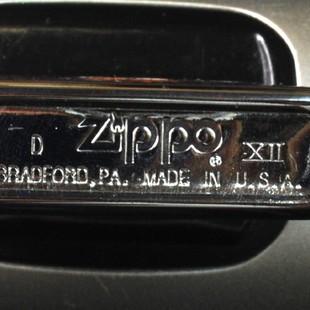 D Zippo ® XII
BRADFORD, PA. MADE IN U.S.A.